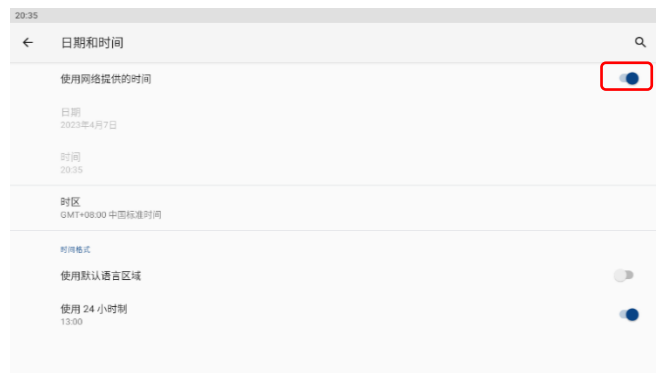 20:35
日期和时间
使用网络提供的时间
日期
2023年4月7日
时间
20:35
时区
GMT+08:00 中国标准时间
时间格式
使用默认语言区域
使用 24 小时制
13:00